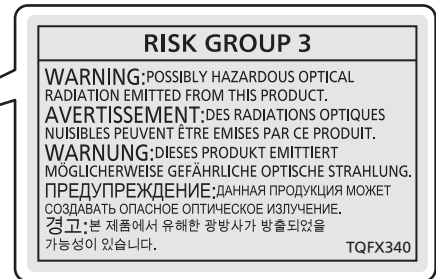 RISK GROUP 3
WARNING:POSSIBLY HAZARDOUS OPTICAL
RADIATION EMITTED FROM THIS PRODUCT.
AVERTISSEMENT:DES RADIATIONS OPTIQUES
NUISIBLES PEUVENT ÊTRE EMISES PAR CE PRODUIT.
WARNUNG:DIESES PRODUKT EMITTIERT
MÖGLICHERWEISE GEFÄHRLICHE OPTISCHE STRAHLUNG.
ПРЕДУПРЕЖДЕНИЕ:ДАННАЯ ПРОДУКЦИЯ МОЖЕТ
СОЗДАВАТЬ ОПАСНОЕ ОПТИЧЕСКОЕ ИЗЛУЧЕНИЕ.
경고:본 제품에서 유해한 광방사가 방출되었을
가능성이 있습니다. TQFX340